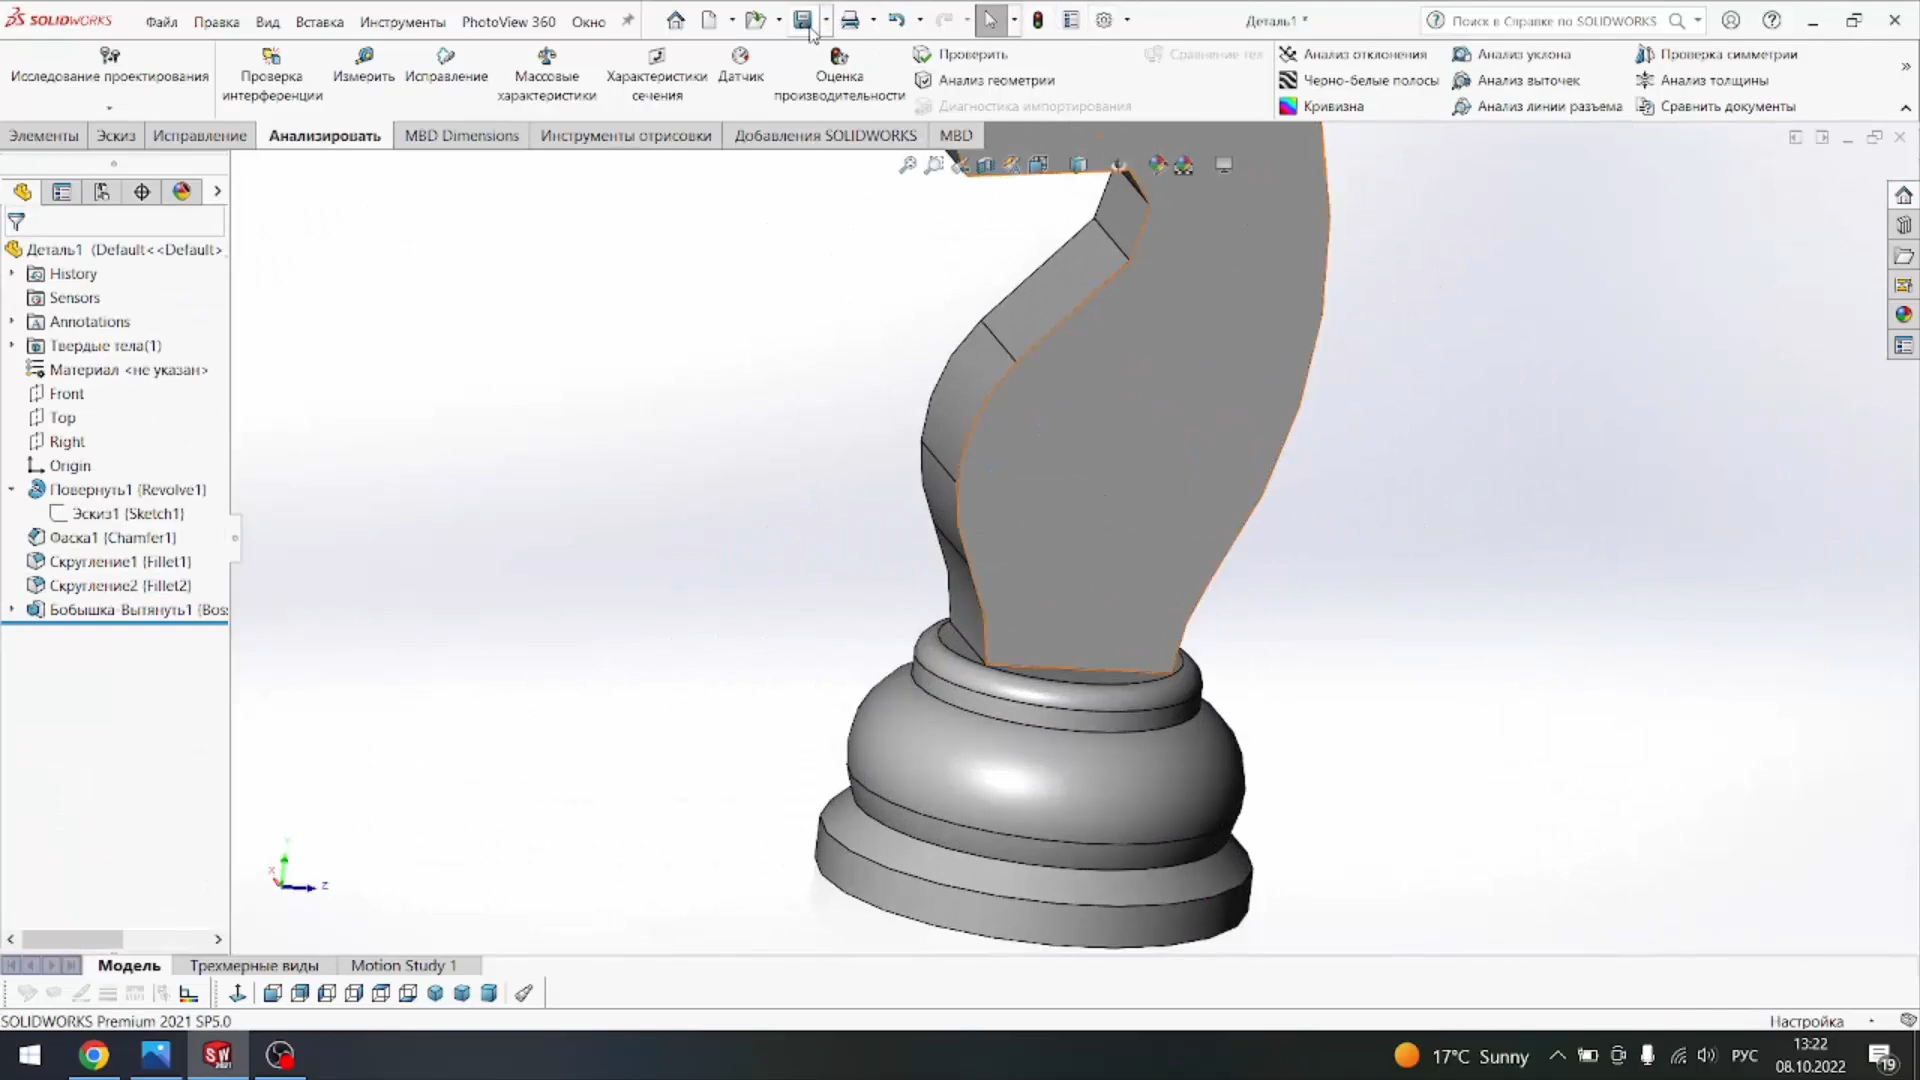 SOLIDWORKS
Файл
Правка
Вид
Вставка
Инструменты
PhotoView 360
Окно
Деталь1 *
Поиск в Справке по SOLIDWORKS
Исследование проектирования
Проверка
интерференции
Измерить
Исправление
Массовые
характеристики
Характеристики
сечения
Датчик
Оценка
производительности
Проверить
Анализ геометрии
Диагностика импортирования
Сравнение тел
Анализ отклонения
Черно-белые полосы
Кривизна
Анализ уклона
Анализ выточек
Анализ линии разъема
Проверка симметрии
Анализ толщины
Сравнить документы
Элементы
Эскиз
Исправление
Анализировать
MBD Dimensions
Инструменты отрисовки
Добавления SOLIDWORKS
MBD
Деталь1 (Default<<Default>
History
Sensors
Annotations
Твердые тела(1)
Материал <не указан>
Front
Top
Right
Origin
Повернуть1 (Revolve1)
Эскиз1 (Sketch1)
Фаска1 (Chamfer1)
Скругление1 (Fillet1)
Скругление2 (Fillet2)
Бобышка-Вытянуть1 (Bos
X
Z
Модель
Трехмерные виды
Motion Study 1
SOLIDWORKS Premium 2021 SP5.0
Настройка
SW
2021
17°C Sunny
РУС
13:22
08.10.2022
19